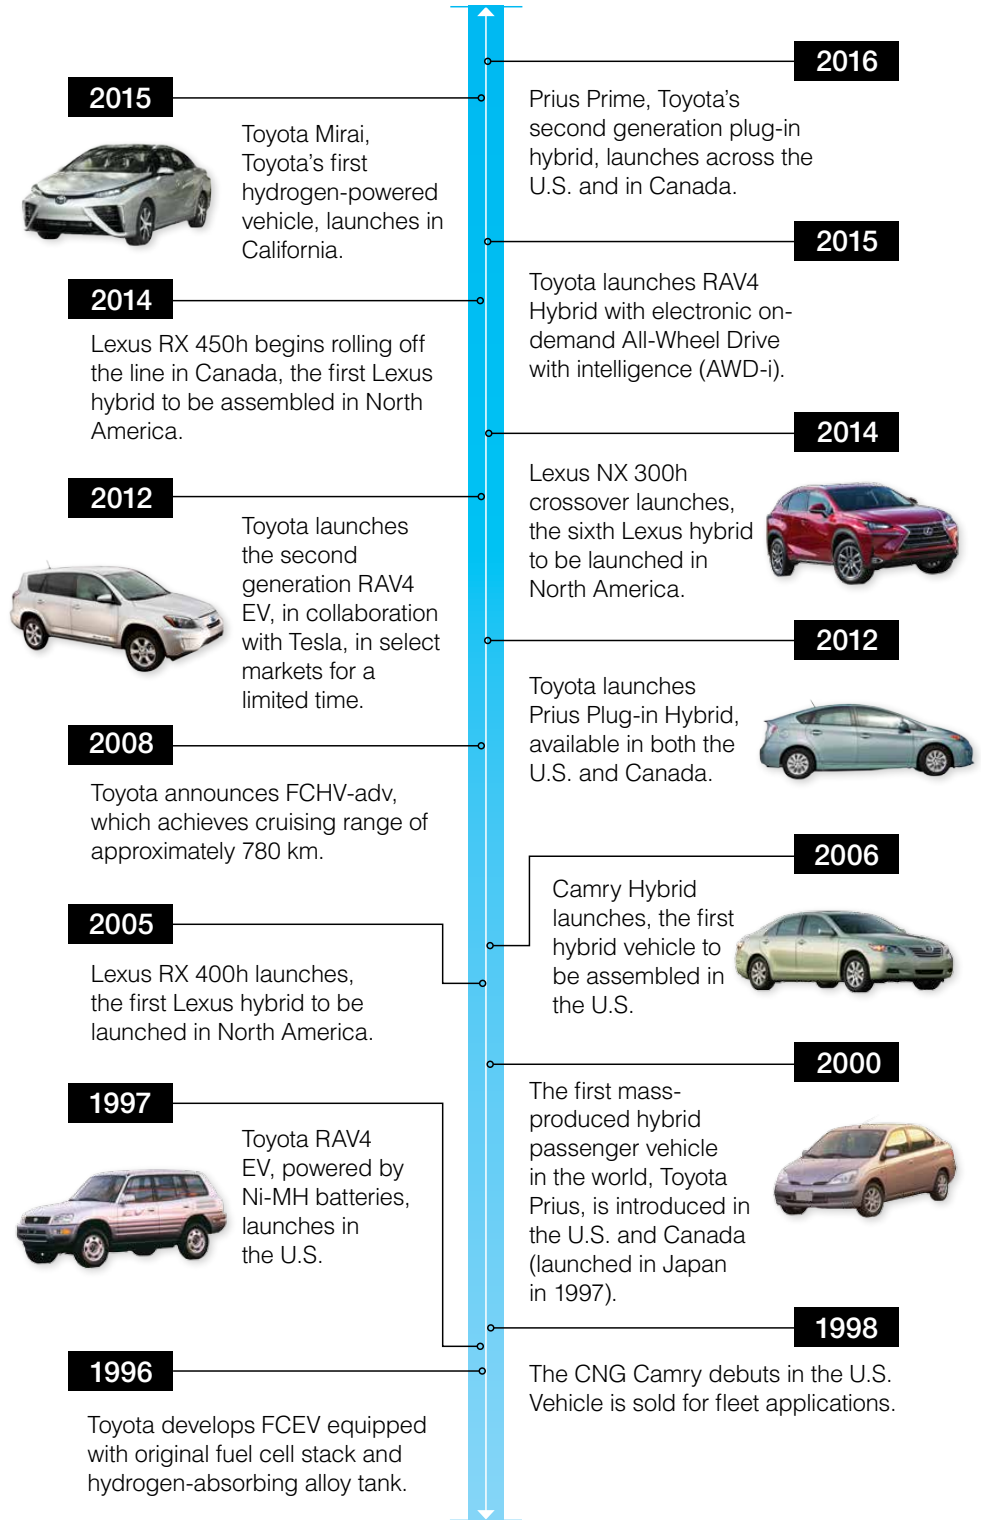 2016
Prius Prime, Toyota's
second generation plug-in
hybrid, launches across the
U.S. and in Canada.
2015
Toyota Mirai,
Toyota's first
hydrogen-powered
vehicle, launches in
California.
2015
Toyota launches RAV4
Hybrid with electronic on-
demand All-Wheel Drive
with intelligence (AWD-i).
2014
Lexus RX 450h begins rolling off
the line in Canada, the first Lexus
hybrid to be assembled in North
America.
2014
Lexus NX 300h
crossover launches,
the sixth Lexus hybrid
to be launched in
North America.
2012
Toyota launches
the second
generation RAV4
EV, in collaboration
with Tesla, in select
markets for a
limited time.
2012
Toyota launches
Prius Plug-in Hybrid,
available in both the
U.S. and Canada.
2008
Toyota announces FCHV-adv,
which achieves cruising range of
approximately 780 km.
2006
Camry Hybrid
launches, the first
hybrid vehicle to
be assembled in
the U.S.
2005
Lexus RX 400h launches,
the first Lexus hybrid to be
launched in North America.
2000
The first mass-
produced hybrid
passenger vehicle
in the world, Toyota
Prius, is introduced in
the U.S. and Canada
(launched in Japan
in 1997).
1997
Toyota RAV4
EV, powered by
Ni-MH batteries,
launches in
the U.S.
1998
The CNG Camry debuts in the U.S.
Vehicle is sold for fleet applications.
1996
Toyota develops FCEV equipped
with original fuel cell stack and
hydrogen-absorbing alloy tank.